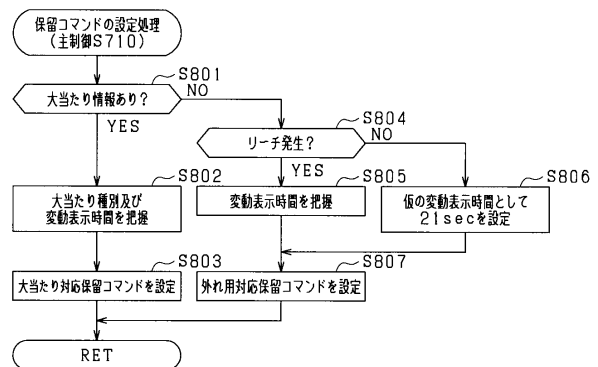 保留コマンドの設定処理
(主制御S710)
S801
大当たり情報あり?
NO
YES
S804
リーチ発生?
NO
YES
S802
大当たり種別及び
変動表示時間を把握
S805
変動表示時間を把握
S806
仮の変動表示時間として
21secを設定
S803
大当たり対応保留コマンドを設定
S807
外れ用対応保留コマンドを設定
RET